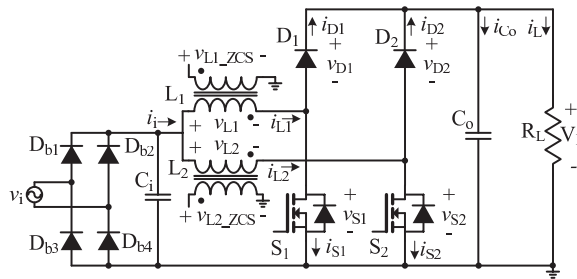 D1 iD1 D2 iD2 iCo iL
+ vL1_ZCS -
+ vD1 -
+ vD2 -
L1
ii + vL1 - iL1
Co
RL
+ V -
Db1 Db2
L2 + vL2 - iL2
vi Ci
+ vL2_ZCS -
+ vS1 -
+ vS2 -
Db3 Db4
S1 iS1 S2 iS2